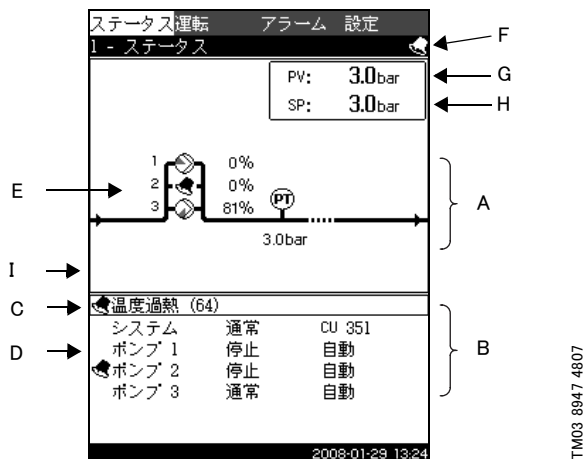 ステータス 運転 アラーム 設定
1 - ステータス
F
PV: 3.0bar
G
SP: 3.0bar
H
1 0%
2 0%
3 81%
PT
3.0bar
E
A
I
C
温度過熱 (64)
システム 通常 CU 351
D
ポンプ 1 停止 自動
ポンプ 2 停止 自動
ポンプ 3 通常 自動
B
2008-01-29 13:24
TM03 8947 4807